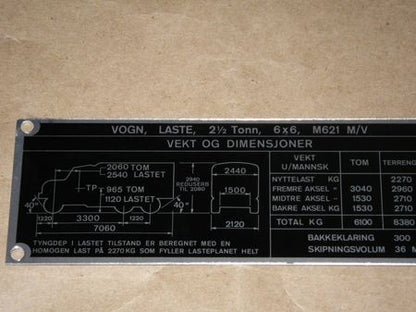 VOGN, LASTE, 2½ Tonn, 6x6, M621 M/V
VEKT OG DIMENSJONER
2060 TOM
2540 LASTET
TP
965 TOM
1120 LASTET
40°
40°
1220
3300
1220
7060
2940
REDUSERB
TIL 2080
2440
1500
2120
VEKT U/MANNSK TOM TERRENG
NYTTELAST KG 2270
FREMRE AKSEL " 3040 2960
MIDTRE AKSEL " 1530 2710
BAKRE AKSEL " 1530 2710
TOTAL KG 6100 8380
BAKKEKLARING 300
SKIPNINGSVOLUM 36 M
TYNGDEP I LASTET TILSTAND ER BEREGNET MED EN
HOMOGEN LAST PÅ 2270 KG SOM FYLLER LASTEPLANET HELT